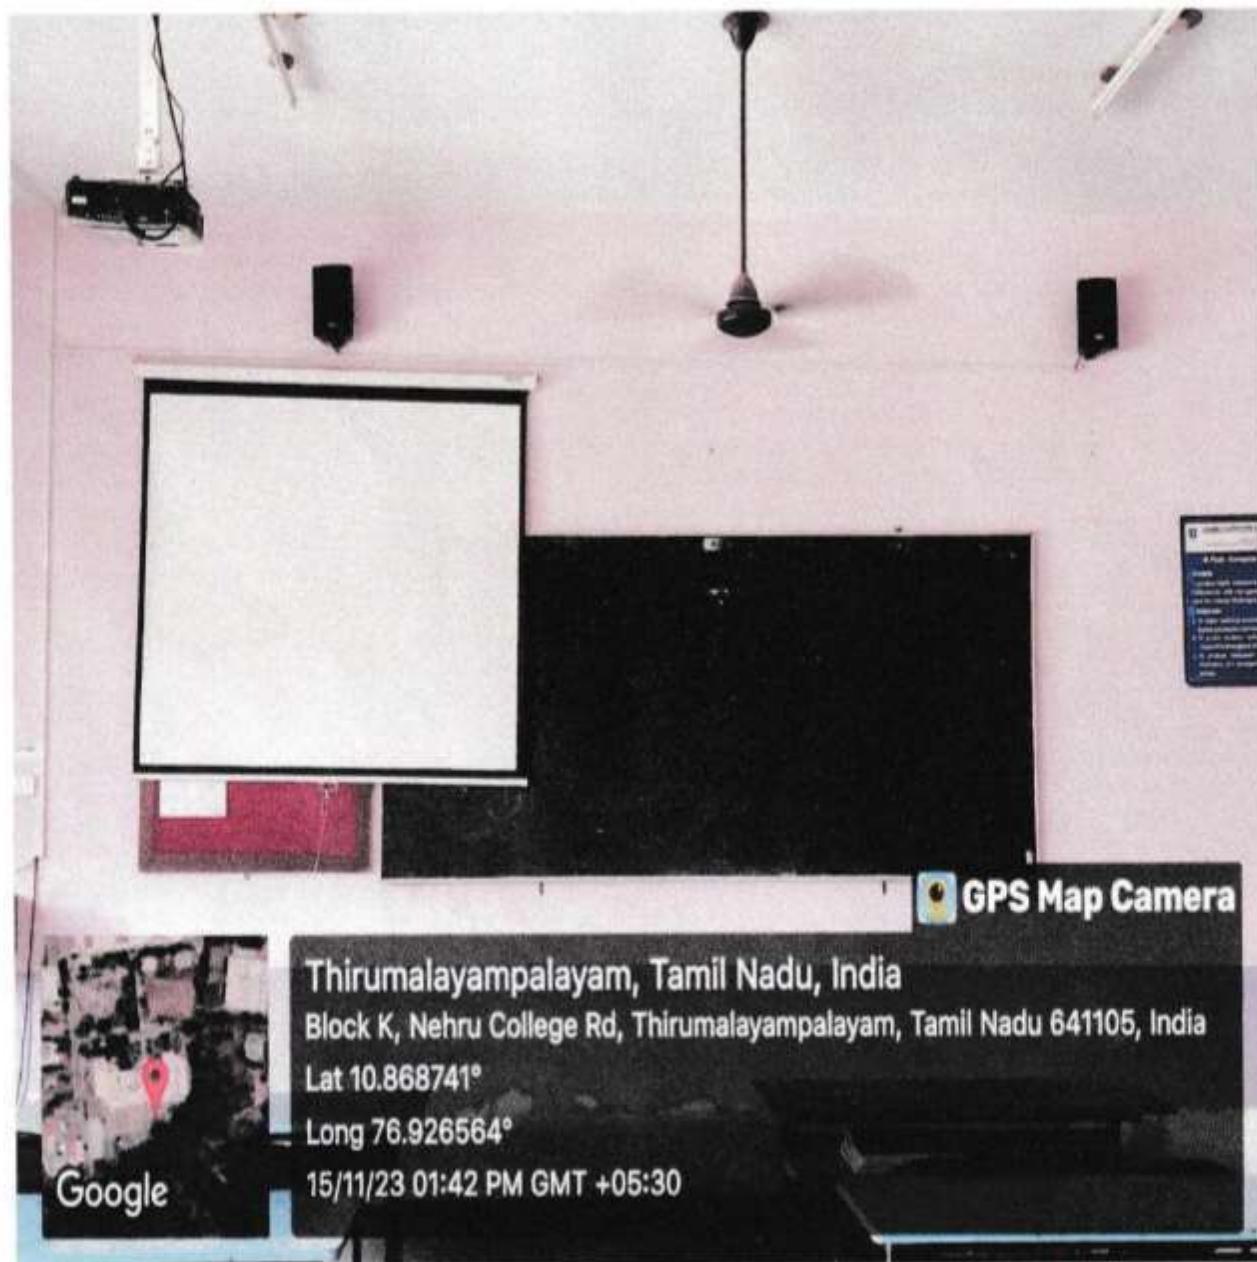 GPS Map Camera
Thirumalayampalayam, Tamil Nadu, India
Block K, Nehru College Rd, Thirumalayampalayam, Tamil Nadu 641105, India
Lat 10.868741°
Long 76.926564°
15/11/23 01:42 PM GMT +05:30
Google